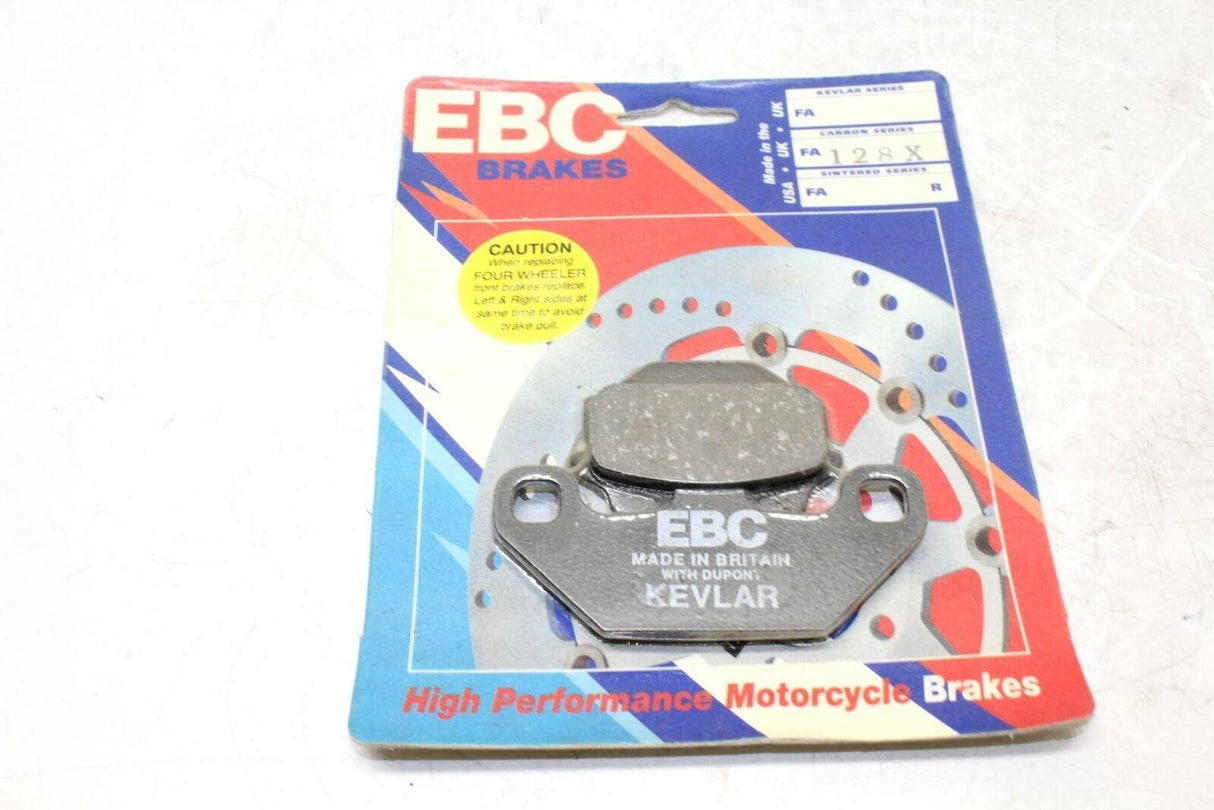 EBC
BRAKES
Made in the
USA • UK • UK
KEVLAR SERIES
FA
CARBON SERIES
FA 128X
SINTERED SERIES
FA R
CAUTION
When replacing
FOUR WHEELER
front brakes replace.
Left & Right sides at
same time to avoid
brake pull.
EBC
MADE IN BRITAIN
WITH DUPONT
KEVLAR
High Performance Motorcycle Brakes